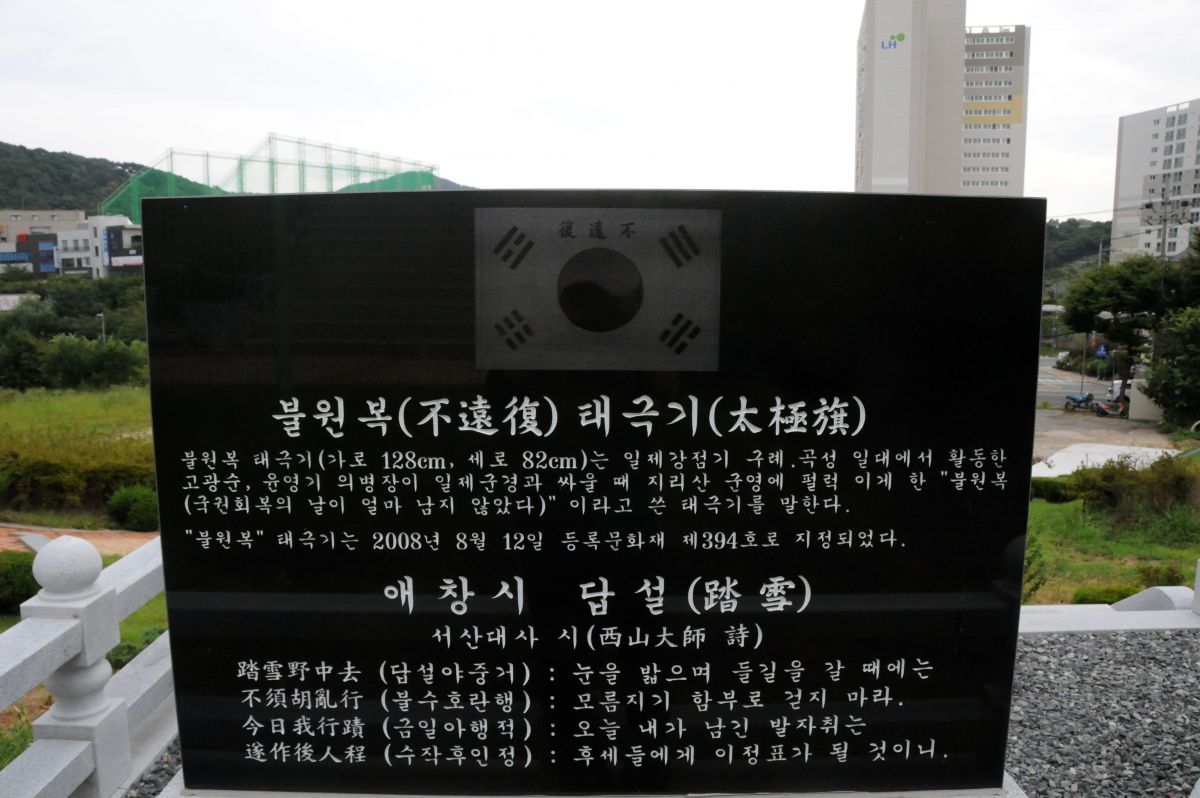 LH
復遠不
불원복(不遠復) 태극기(太極旗)
불원복 태극기(가로 128cm, 세로 82cm)는 일제강점기 구례.곡성 일대에서 활동한
고광순, 윤영기 의병장이 일제군경과 싸울 때 지리산 군영에 펄럭 이게 한 "불원복
(국권회복의 날이 얼마 남지 않았다)" 이라고 쓴 태극기를 말한다.
"불원복" 태극기는 2008년 8월 12일 등록문화재 제394호로 지정되었다.
애창시 답설(踏雪)
서산대사 시(西山大師 詩)
踏雪野中去 (답설야중거) : 눈을 밟으며 들길을 갈 때에는
不須胡亂行 (불수호란행) : 모름지기 함부로 걷지 마라.
今日我行蹟 (금일아행적) : 오늘 내가 남긴 발자취는
遂作後人程 (수작후인정) : 후세들에게 이정표가 될 것이니.